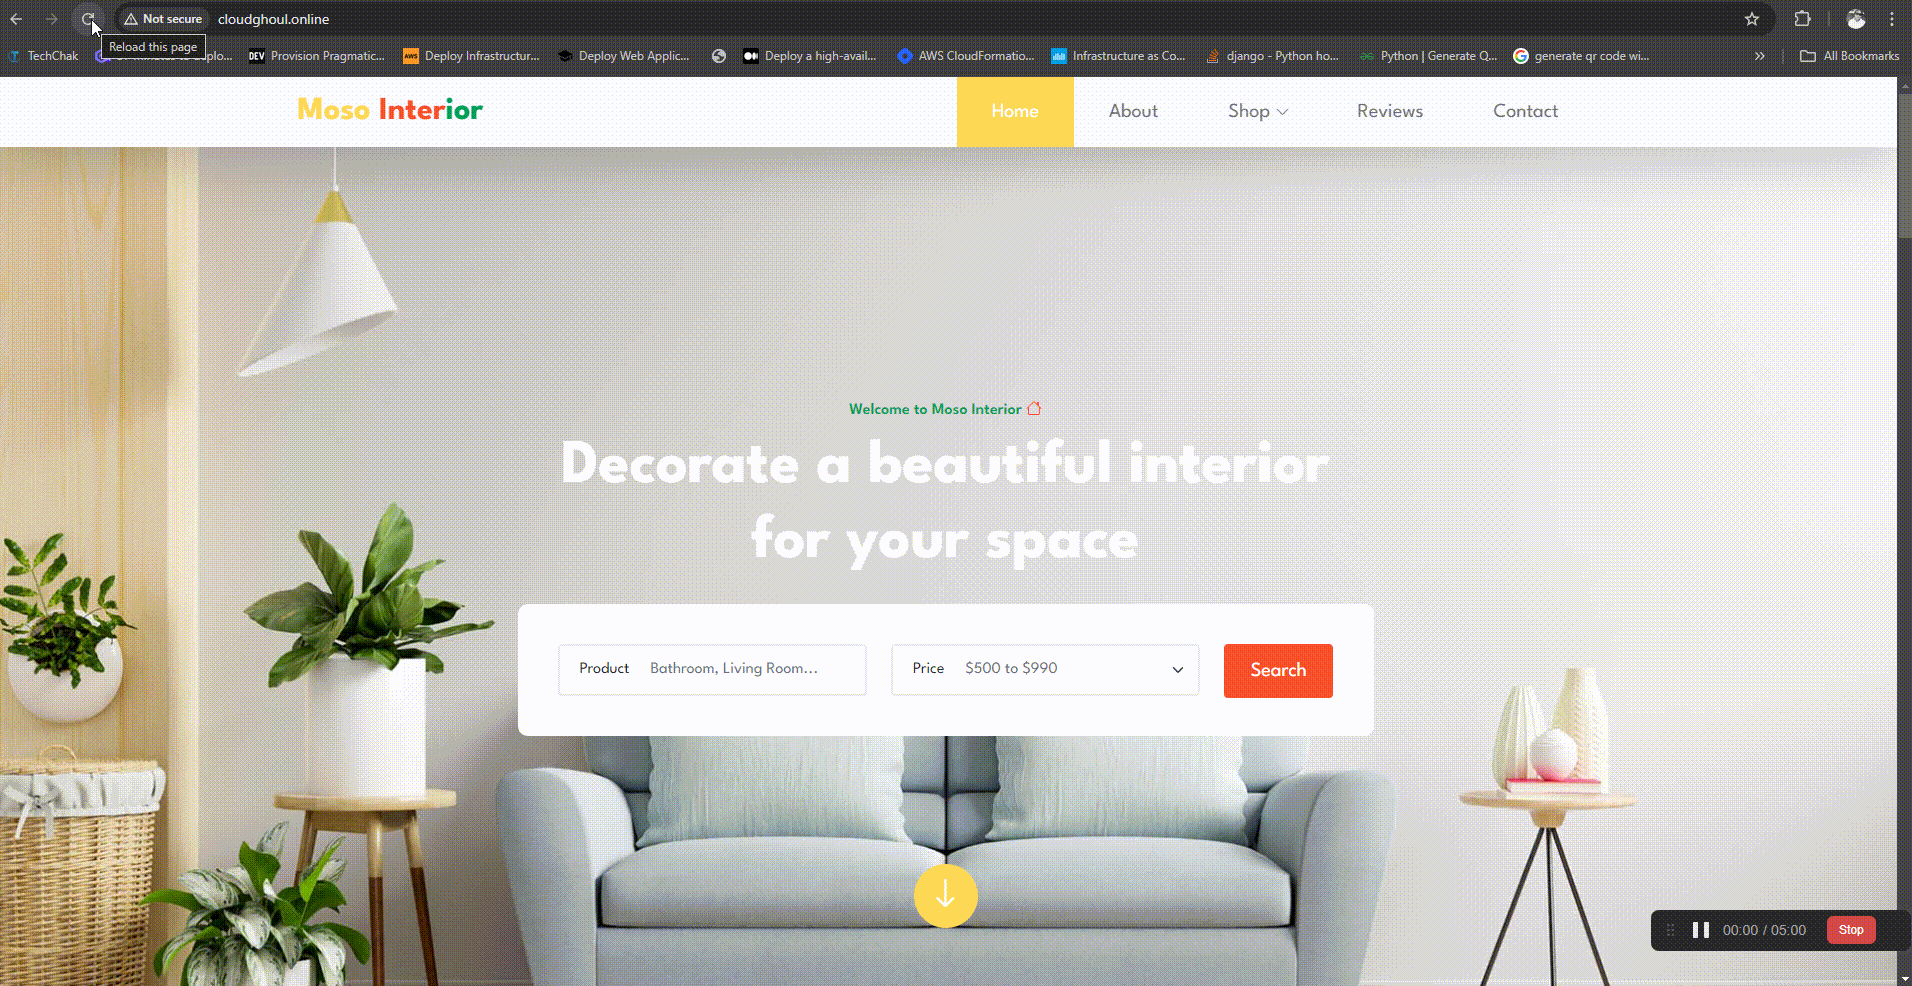 Not secure
cloudghoul.online
Reload this page
TechChak
Provision Pragmatic...
Deploy Infrastructur...
Deploy Web Applic...
Deploy a high-avail...
AWS CloudFormatio...
Infrastructure as Co...
django - Python ho...
Python | Generate Q...
generate qr code wi...
All Bookmarks
Moso Interior
Home
About
Shop
Reviews
Contact
Welcome to Moso Interior
Decorate a beautiful interior
for your space
Product
Bathroom, Living Room...
Price
$500 to $990
Search
00:00 / 05:00
Stop